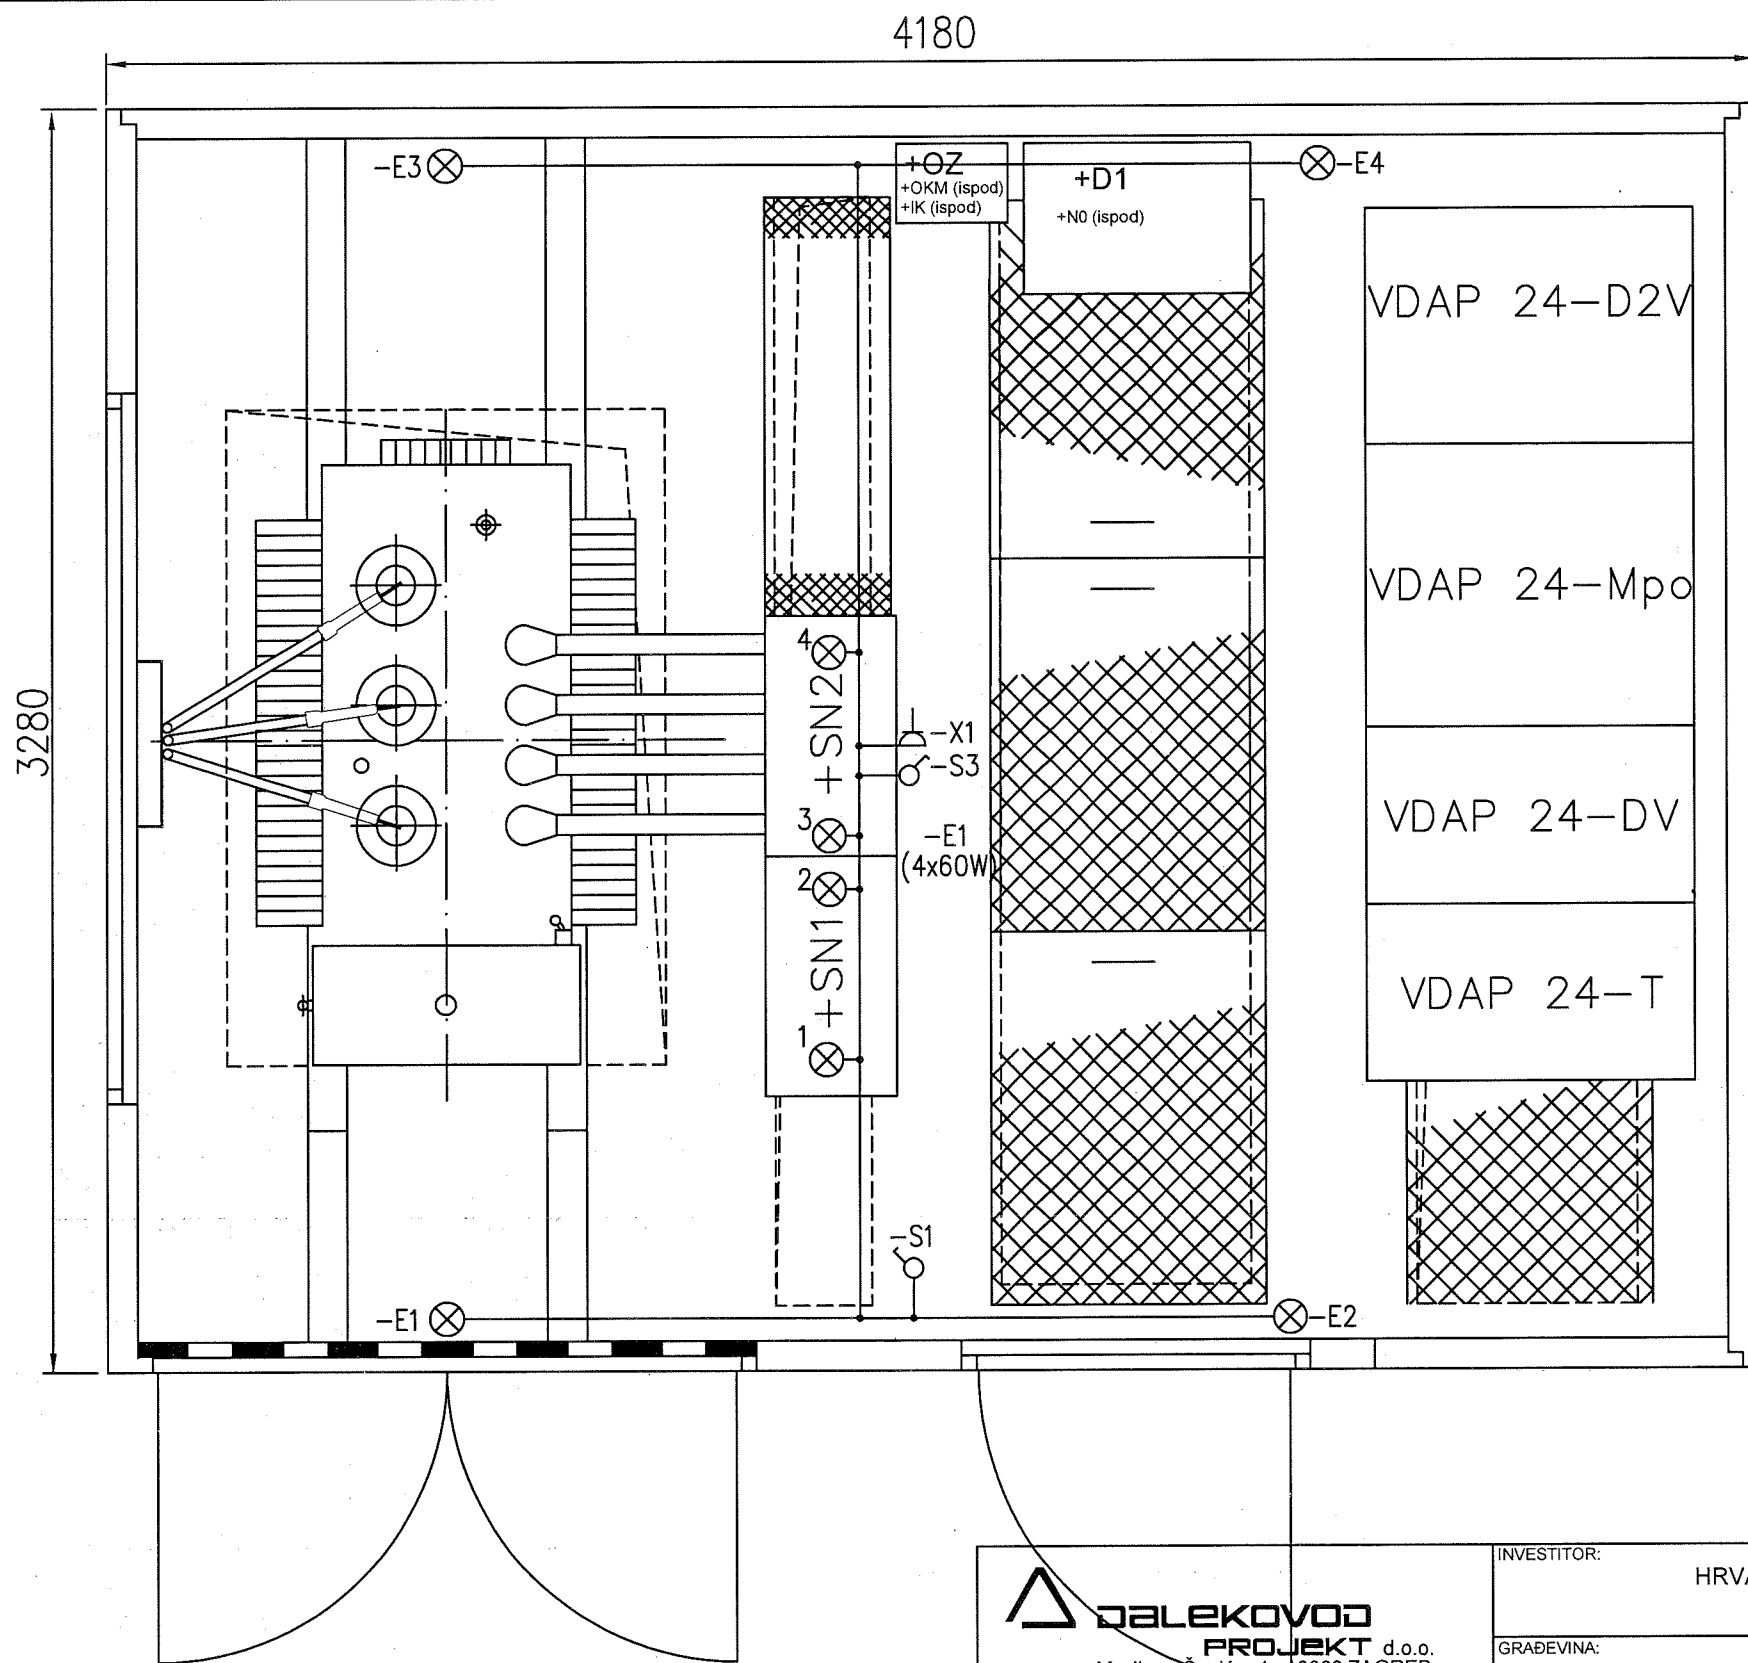 4180
-E3
+OZ
+OKM (ispod)
+IK (ispod)
+D1
+N0 (ispod)
-E4
VDAP 24-D2V
VDAP 24-Mpo
VDAP 24-DV
VDAP 24-T
3280
4
+SN2
3
2
+SN1
1
-X1
-S3
-E1
(4x60W)
-S1
-E1
-E2
DALEKOVOD
PROJEKT d.o.o.
ZAGREB
INVESTITOR:
GRAĐEVINA: